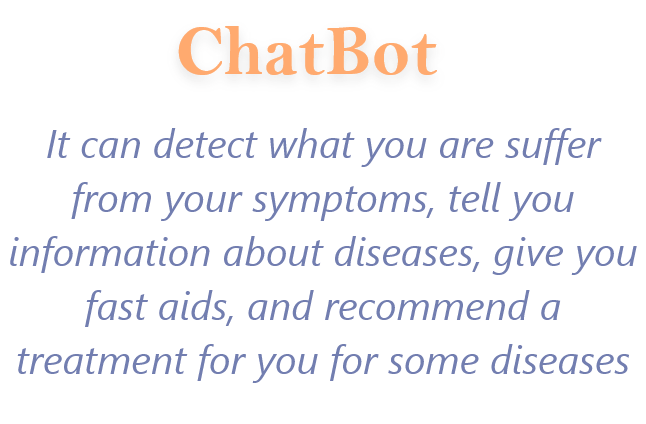 ChatBot
It can detect what you are suffer
from your symptoms, tell you
information about diseases, give you
fast aids, and recommend a
treatment for you for some diseases